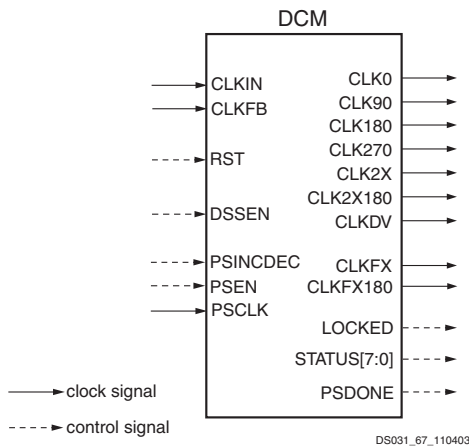 DCM
CLKIN
CLKFB
RST
DSSEN
PSINCDEC
PSEN
PSCLK
CLK0
CLK90
CLK180
CLK270
CLK2X
CLK2X180
CLKDV
CLKFX
CLKFX180
LOCKED
STATUS[7:0]
PSDONE
clock signal
control signal
DS031_67_110403